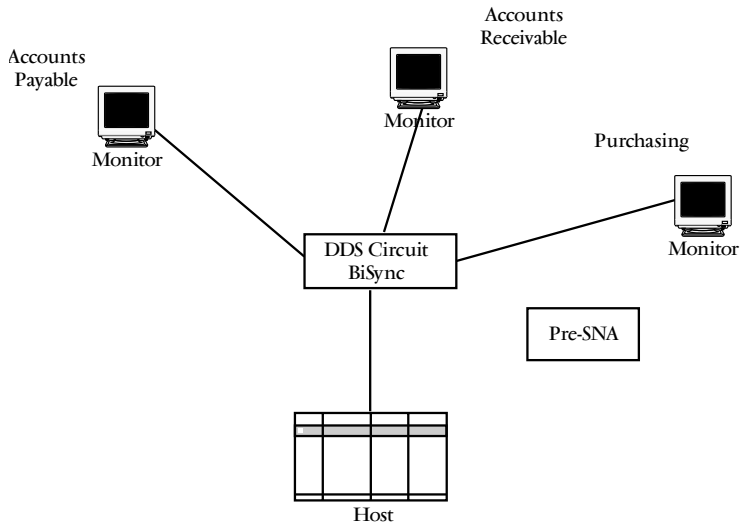 Accounts
Receivable
Accounts
Payable
Monitor
Monitor
Purchasing
Monitor
DDS Circuit
BiSync
Pre-SNA
Host